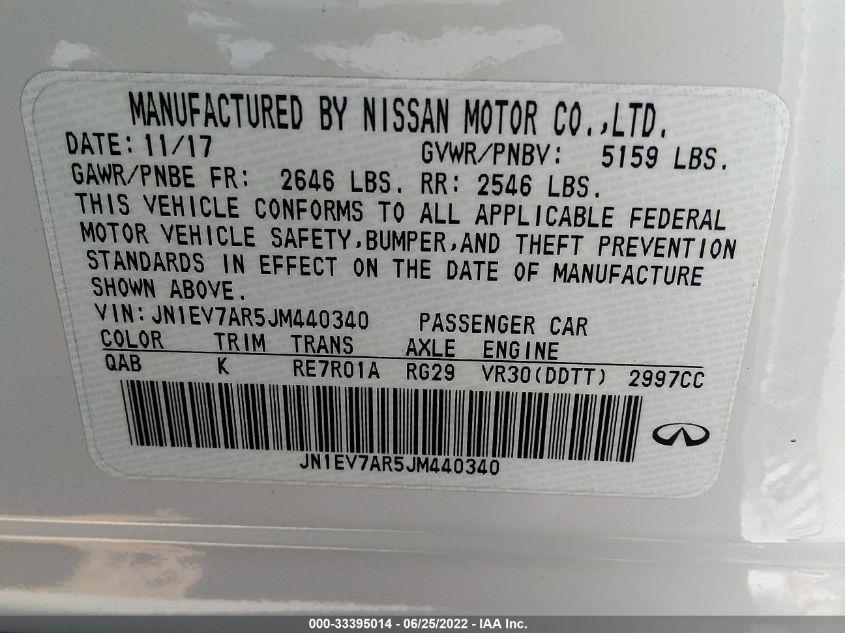 MANUFACTURED BY NISSAN MOTOR CO.,LTD.
DATE: 11/17 GVWR/PNBV: 5159 LBS.
GAWR/PNBE FR: 2646 LBS. RR: 2546 LBS.
THIS VEHICLE CONFORMS TO ALL APPLICABLE FEDERAL
MOTOR VEHICLE SAFETY,BUMPER,AND THEFT PREVENTION
STANDARDS IN EFFECT ON THE DATE OF MANUFACTURE
SHOWN ABOVE.
VIN: JN1EV7AR5JM440340 PASSENGER CAR
COLOR TRIM TRANS AXLE ENGINE
QAB K RE7R01A RG29 VR30(DDTT) 2997CC
JN1EV7AR5JM440340
000-33395014 - 06/25/2022 - IAA Inc.